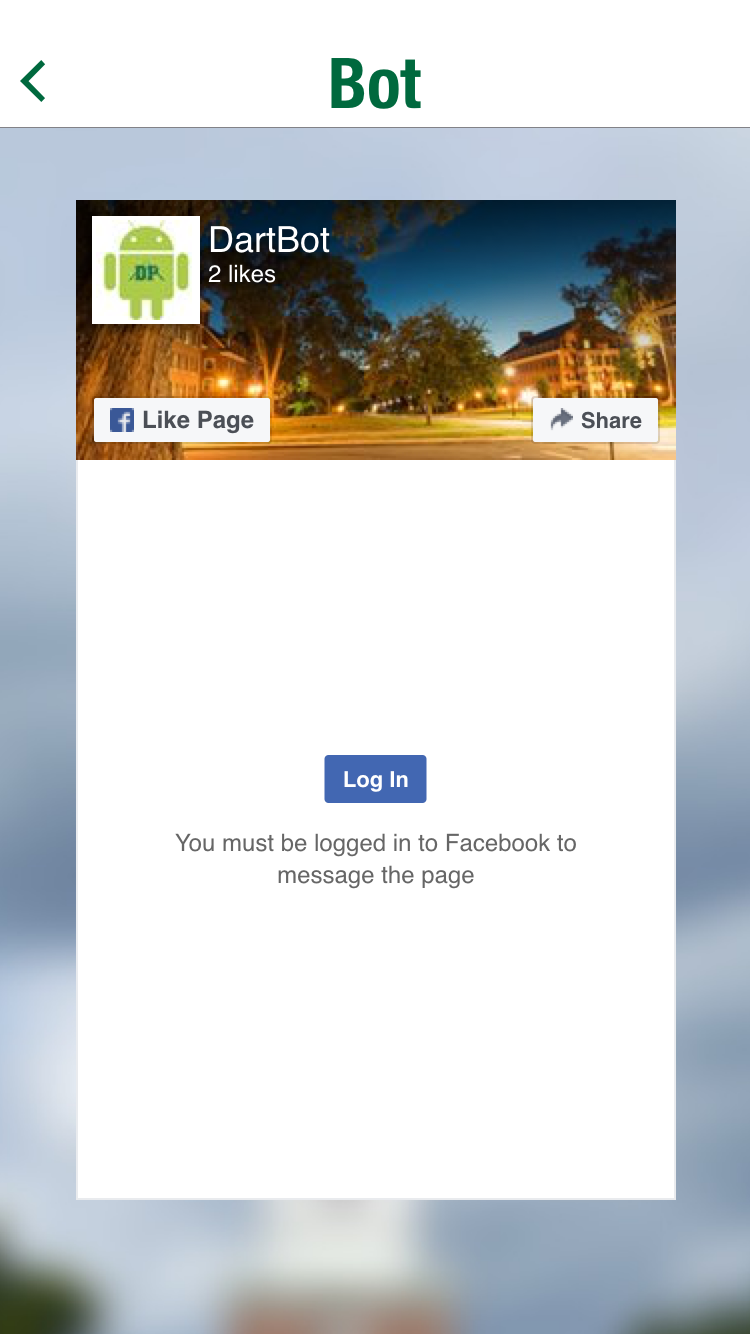 Bot
DartBot
2 likes
DP
Like Page
Share
Log In
You must be logged in to Facebook to
message the page